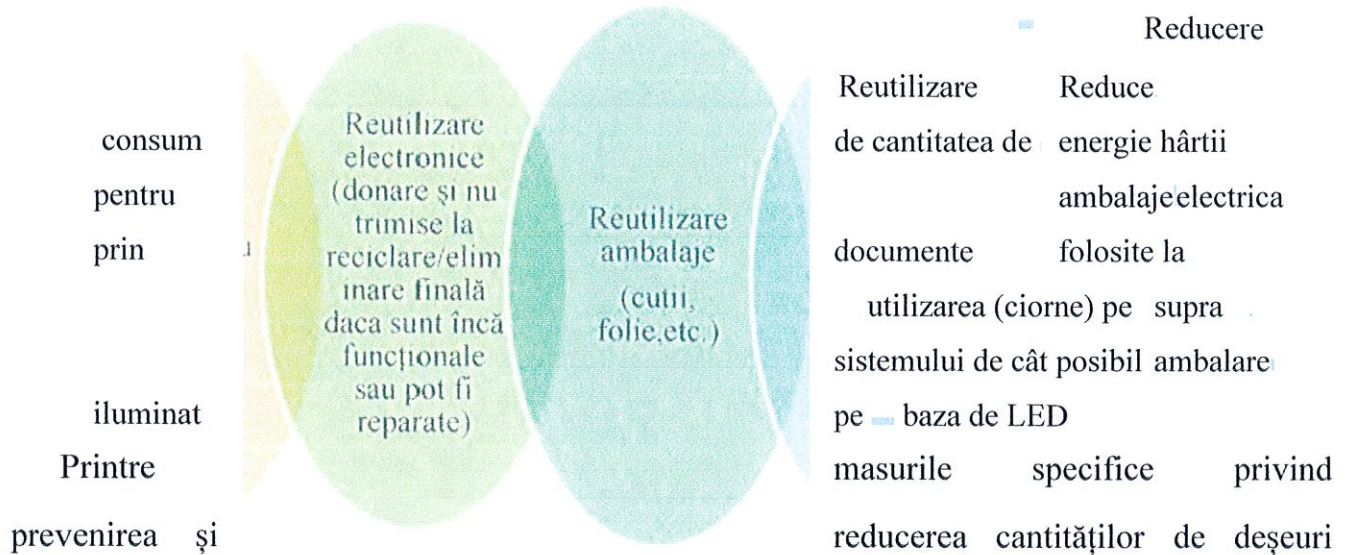 Reducere
Reutilizare Reduce
consum de cantitatea de energie hârtii
pentru ambalaje electrica
prin documente folosite la
utilizarea (ciorne) pe supra
sistemului de cât posibil ambalare
iluminat pe baza de LED
Reutilizare
electronice
(donare și nu
trimise la
reciclare/elim
inare finală
daca sunt încă
funcționale
sau pot fi
reparate)
Reutilizare
ambalaje
(cutii,
folie,etc.)
Printre masurile specifice privind
prevenirea și reducerea cantităților de deșeuri